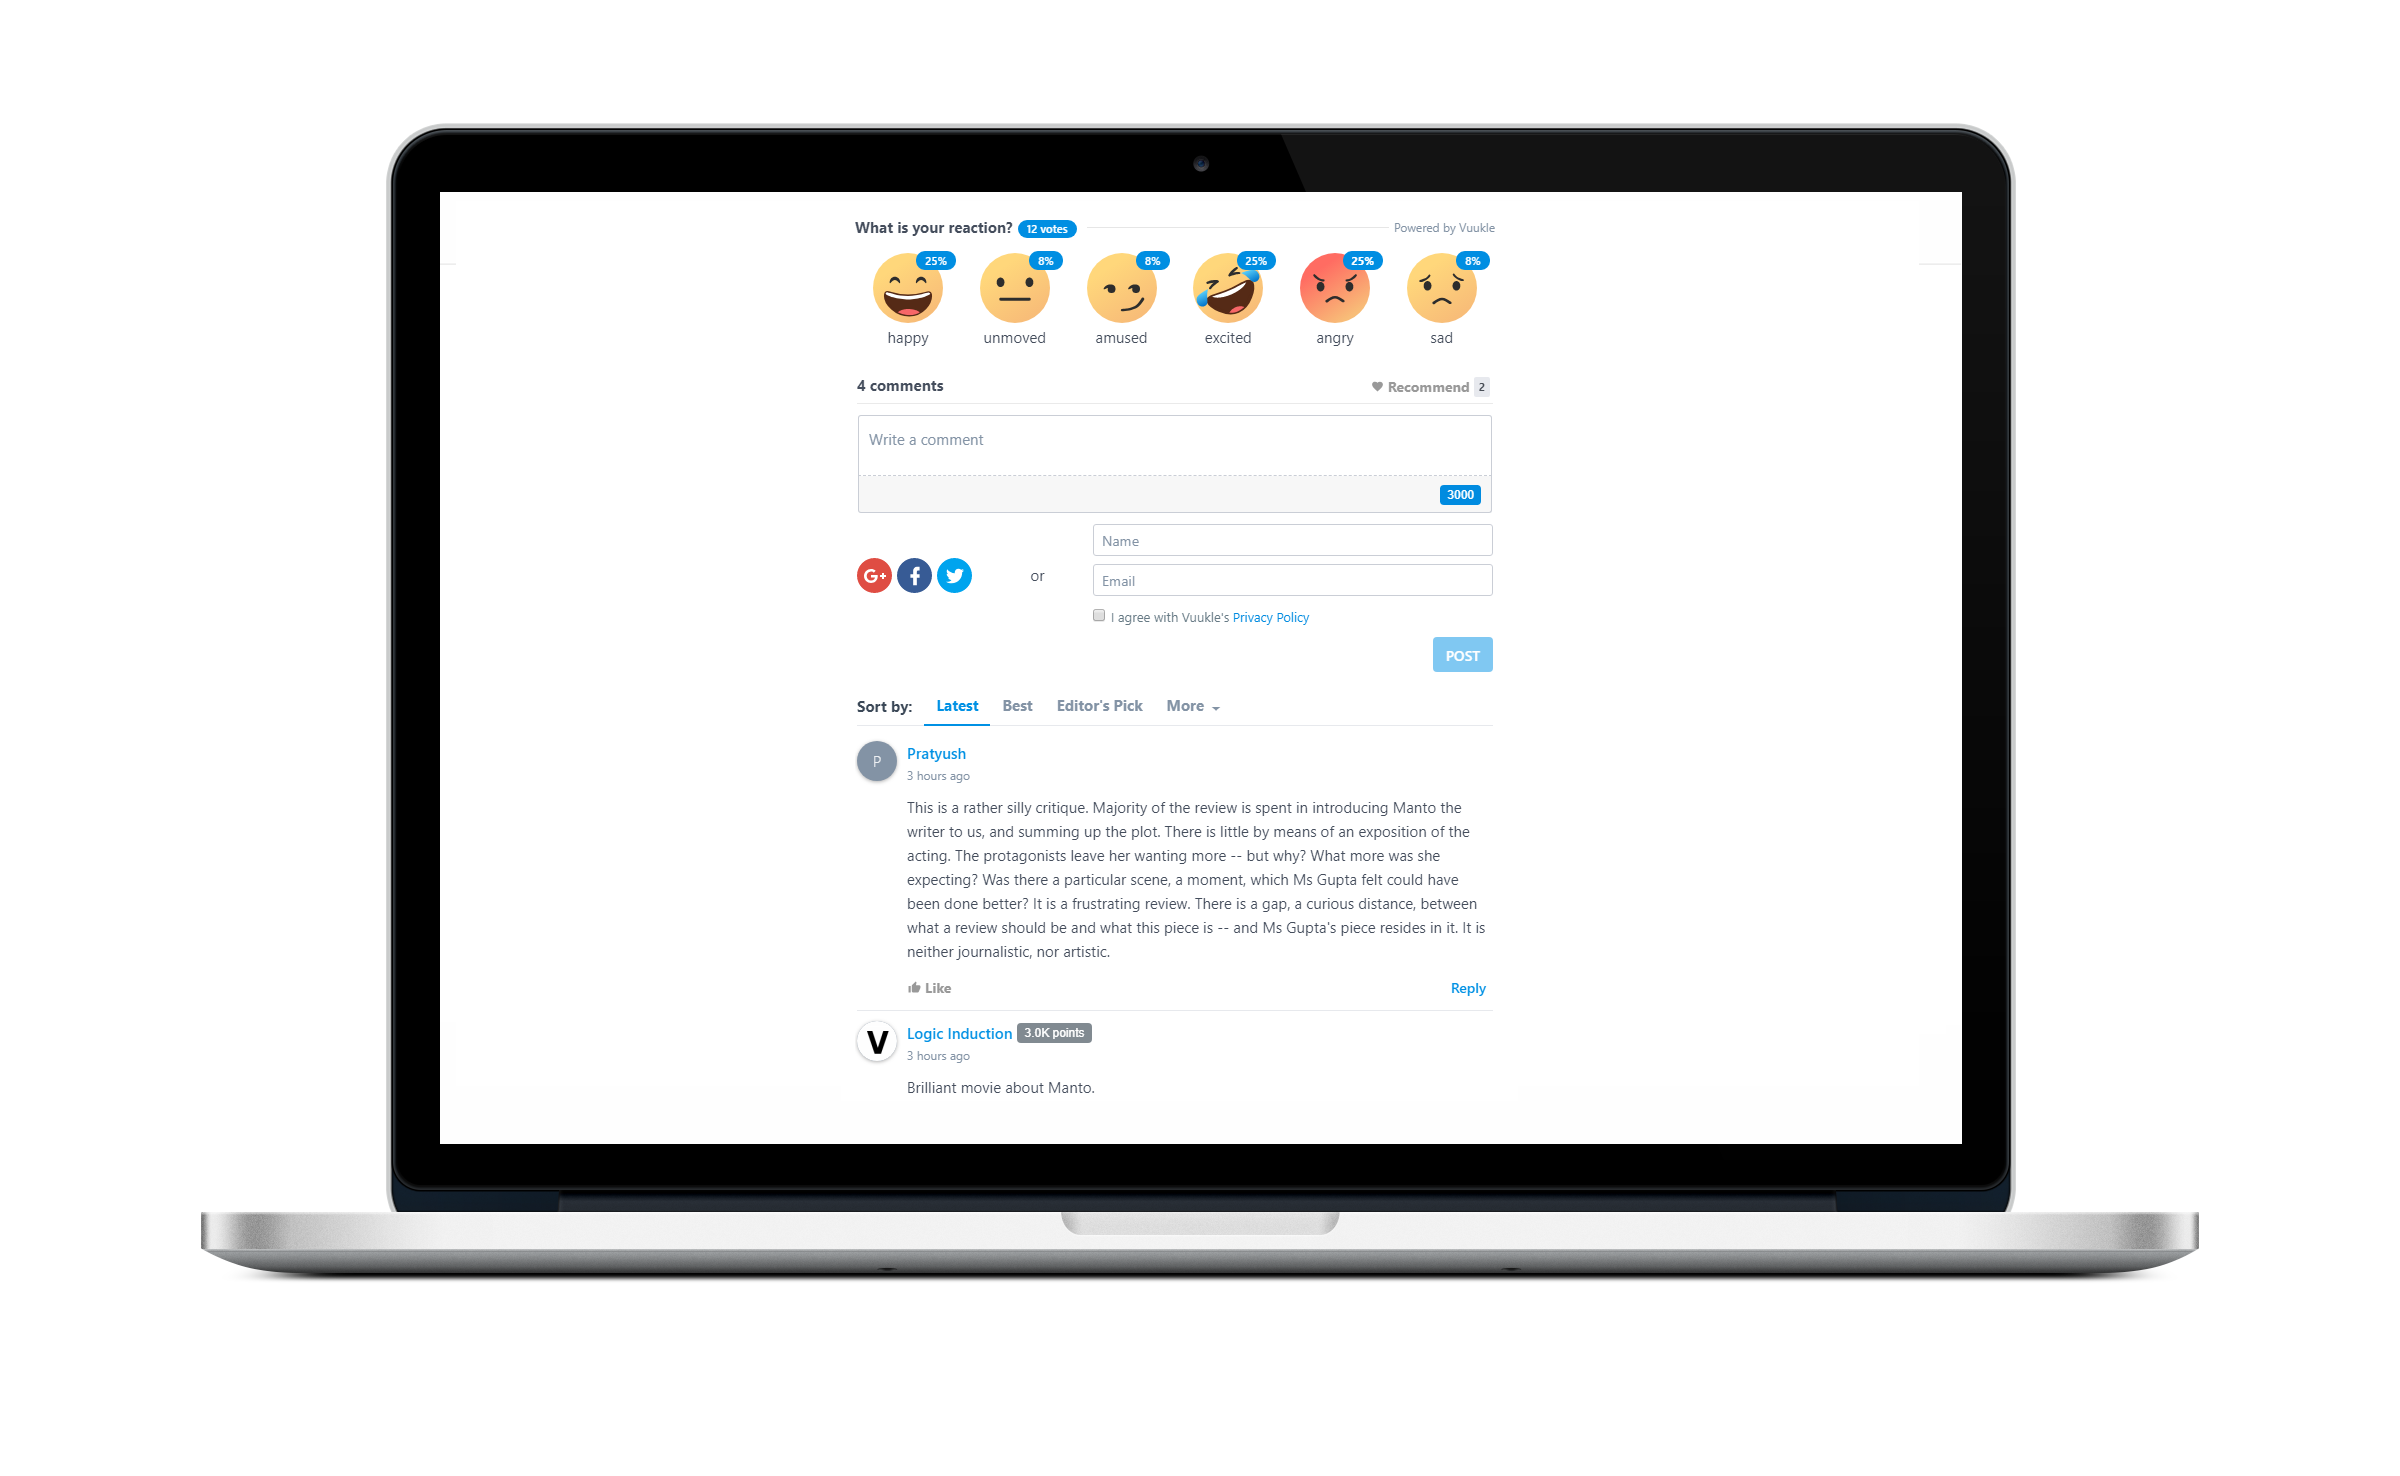 What is your reaction? 12 votes Powered by Vuukle
25% 8% 8% 25% 25% 8%
happy unmoved amused excited angry sad
4 comments Recommend 2
Write a comment
3000
Name
G+ f or
Email
I agree with Vuukle's Privacy Policy
POST
Sort by: Latest Best Editor's Pick More
P Pratyush
3 hours ago
This is a rather silly critique. Majority of the review is spent in introducing Manto the
writer to us, and summing up the plot. There is little by means of an exposition of the
acting. The protagonists leave her wanting more -- but why? What more was she
expecting? Was there a particular scene, a moment, which Ms Gupta felt could have
been done better? It is a frustrating review. There is a gap, a curious distance, between
what a review should be and what this piece is -- and Ms Gupta's piece resides in it. It is
neither journalistic, nor artistic.
Like Reply
V Logic Induction 3.0K points
3 hours ago
Brilliant movie about Manto.